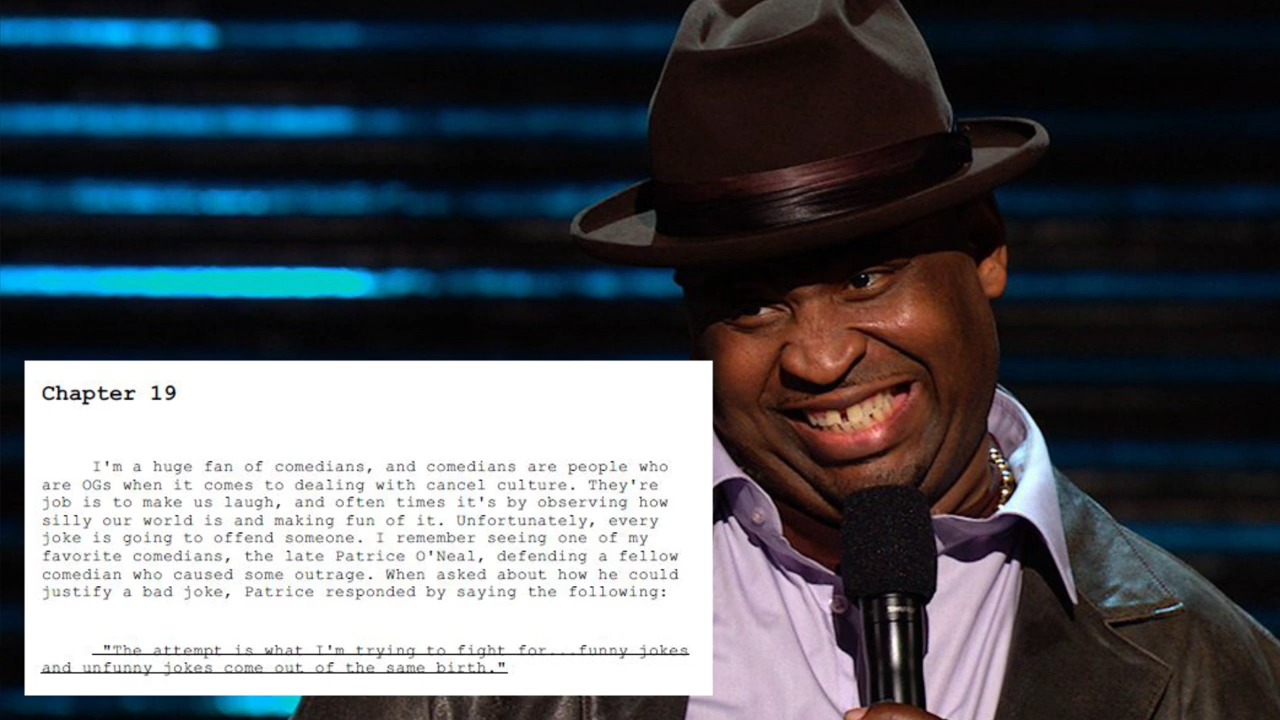 Chapter 19
I'm a huge fan of comedians, and comedians are people who
are OGs when it comes to dealing with cancel culture. They're
job is to make us laugh, and often times it's by observing how
silly our world is and making fun of it. Unfortunately, every
joke is going to offend someone. I remember seeing one of my
favorite comedians, the late Patrice O'Neal, defending a fellow
comedian who caused some outrage. When asked about how he could
justify a bad joke, Patrice responded by saying the following:
"The attempt is what I'm trying to fight for...funny jokes
and unfunny jokes come out of the same birth."